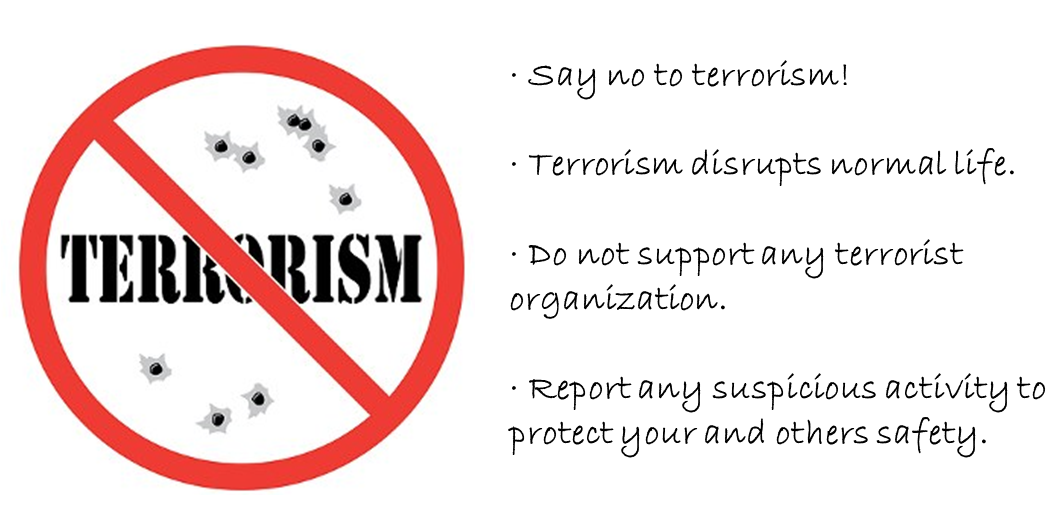 TERRORISM
· Say no to terrorism!
· Terrorism disrupts normal life.
· Do not support any terrorist
organization.
· Report any suspicious activity to
protect your and others safety.